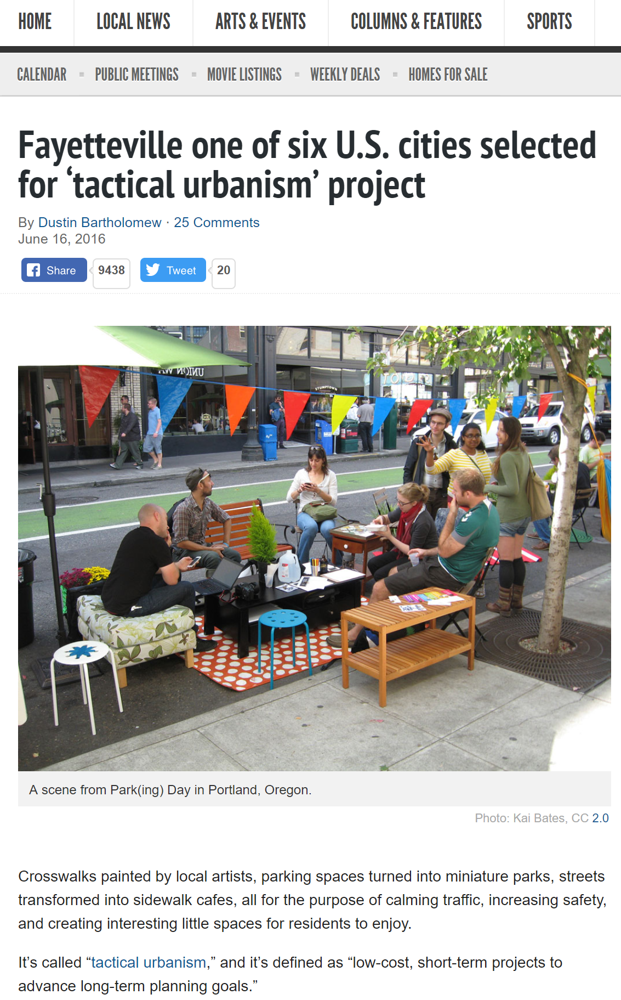 HOME
LOCAL NEWS
ARTS & EVENTS
COLUMNS & FEATURES
SPORTS
CALENDAR
PUBLIC MEETINGS
MOVIE LISTINGS
WEEKLY DEALS
HOMES FOR SALE
Fayetteville one of six U.S. cities selected
for ‘tactical urbanism’ project
By Dustin Bartholomew · 25 Comments
June 16, 2016
Share
9438
Tweet
20
UNION WA
STUMPTOWN
A scene from Park(ing) Day in Portland, Oregon.
Photo: Kai Bates, CC 2.0
Crosswalks painted by local artists, parking spaces turned into miniature parks, streets
transformed into sidewalk cafes, all for the purpose of calming traffic, increasing safety,
and creating interesting little spaces for residents to enjoy.
It’s called “tactical urbanism,” and it’s defined as “low-cost, short-term projects to
advance long-term planning goals.”